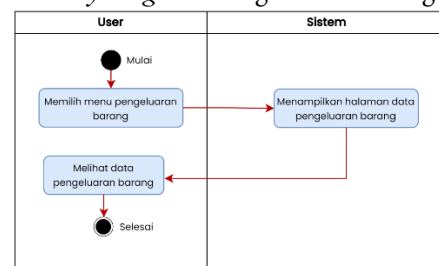 User
Sistem
Mulai
Memilih menu pengeluaran
barang
Menampilkan halaman data
pengeluaran barang
Melihat data
pengeluaran barang
Selesai